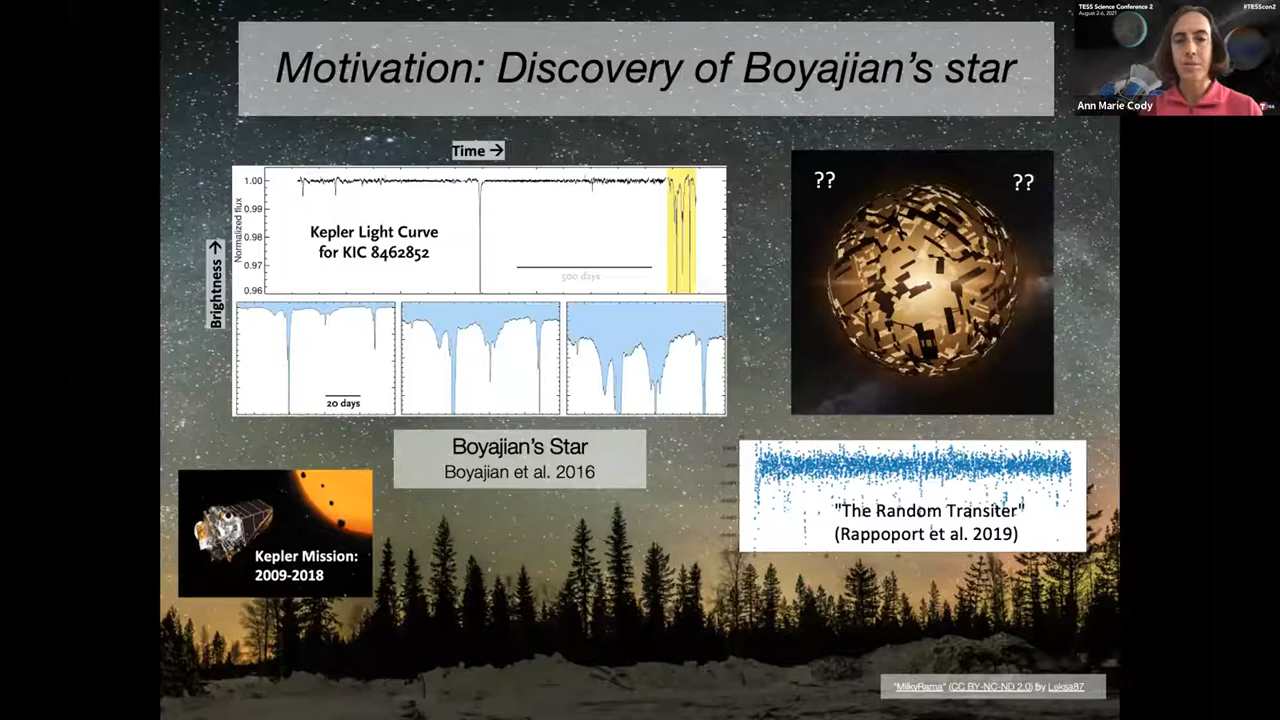 TESS Science Conference 2
August 2-6, 2021
#TESScon2
Motivation: Discovery of Boyajian's star
Ann Marie Cody
Time →
??
??
1.00
0.99
0.98
0.97
0.96
Normalized flux
Brightness →
Kepler Light Curve
for KIC 8462852
500 days
20 days
Boyajian's Star
Boyajian et al. 2016
"The Random Transiter"
(Rappoport et al. 2019)
Kepler Mission:
2009-2018
"MilkyRama" (CC BY-NC-ND 2.0) by Leksa87